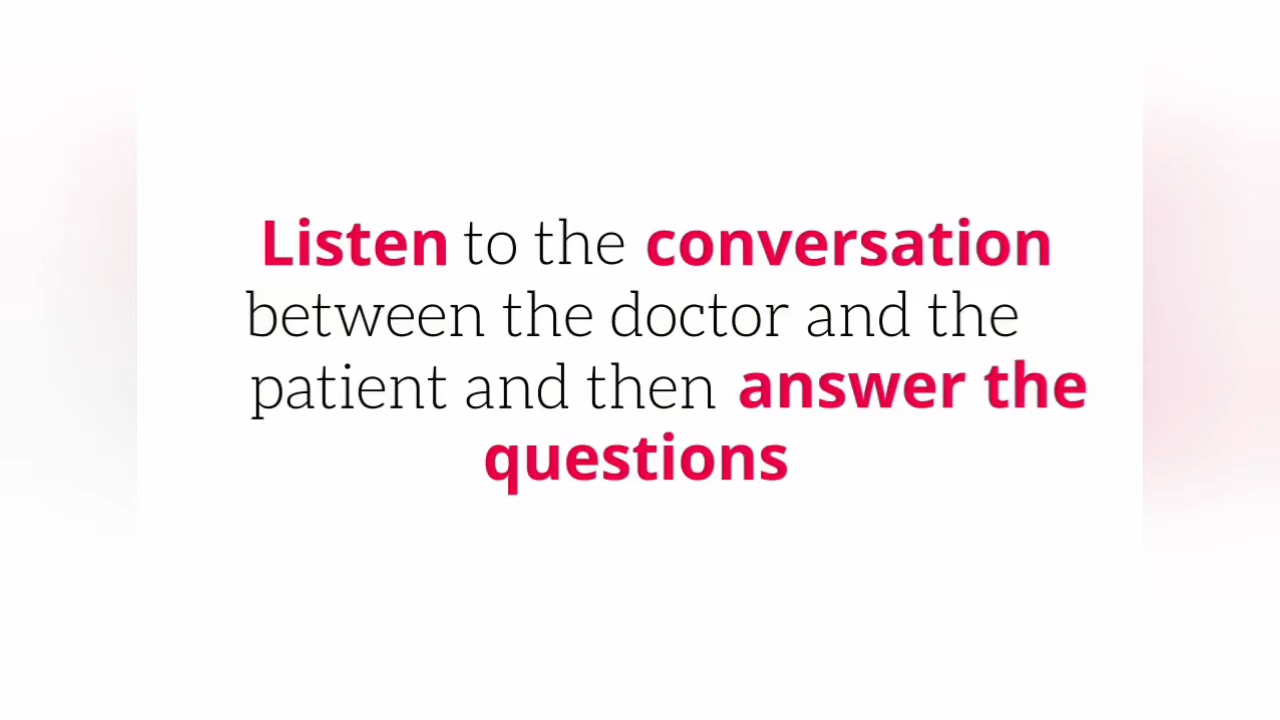 Listen to the conversation
between the doctor and the
patient and then answer the
questions